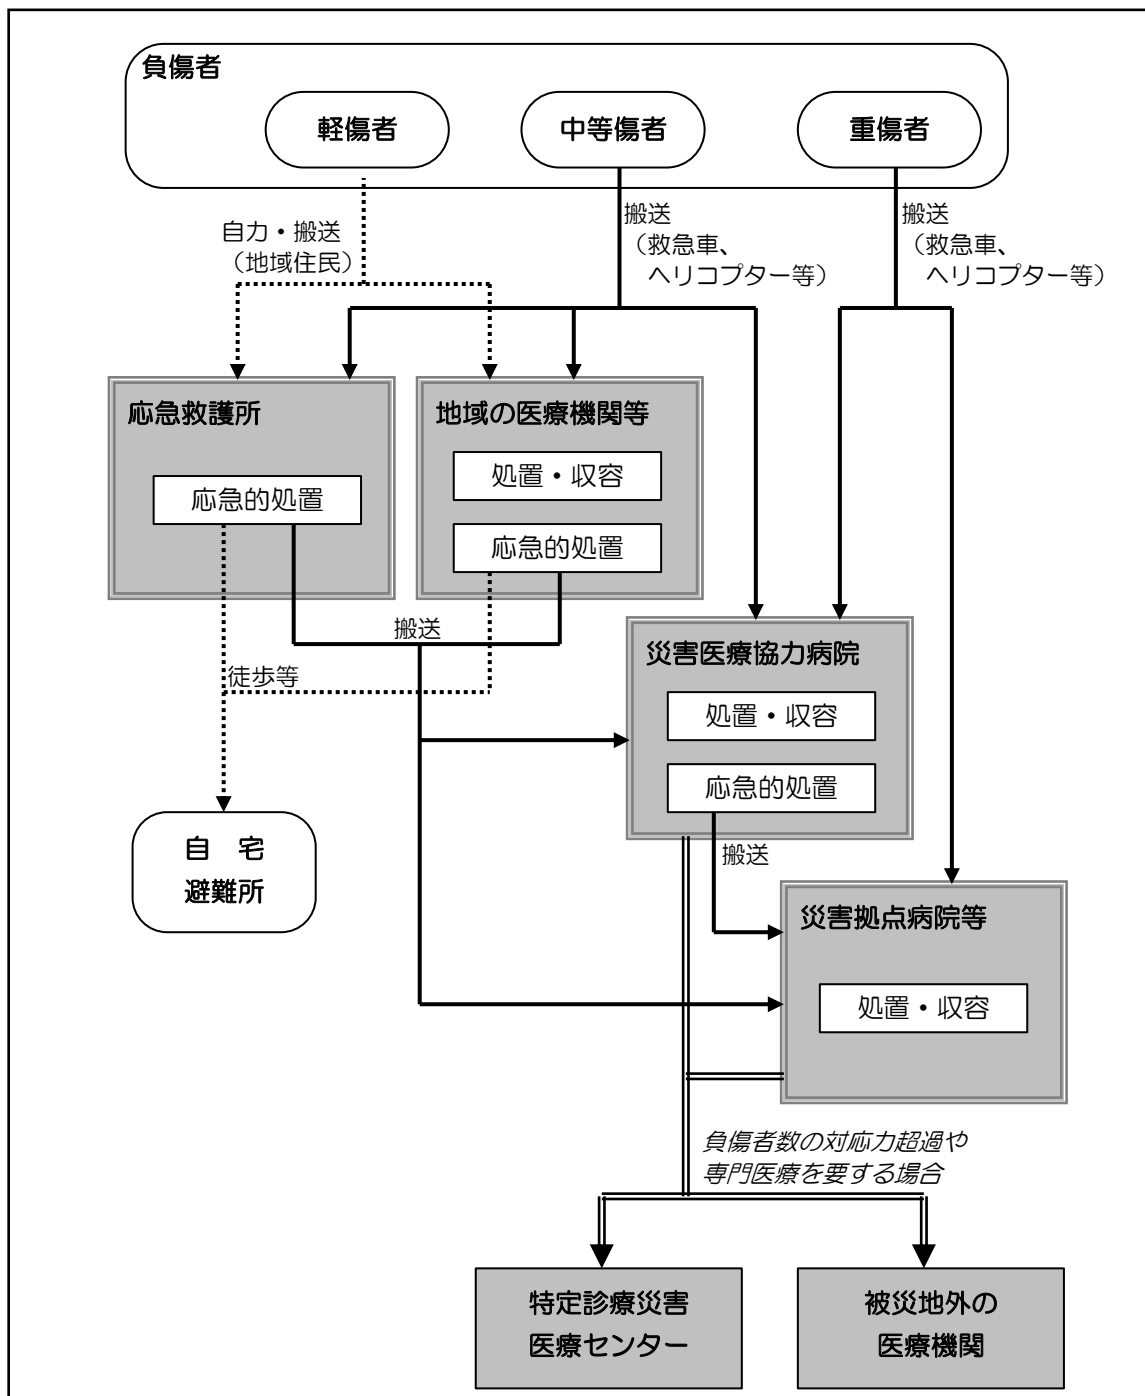 負傷者
軽傷者
中等傷者
重傷者
自力・搬送
（地域住民）
搬送
（救急車、
ヘリコプター等）
搬送
（救急車、
ヘリコプター等）
応急救護所
応急的処置
地域の医療機関等
処置・収容
応急的処置
搬送
徒歩等
災害医療協力病院
処置・収容
応急的処置
搬送
自　宅
避難所
災害拠点病院等
処置・収容
負傷者数の対応力超過や
専門医療を要する場合
特定診療災害
医療センター
被災地外の
医療機関